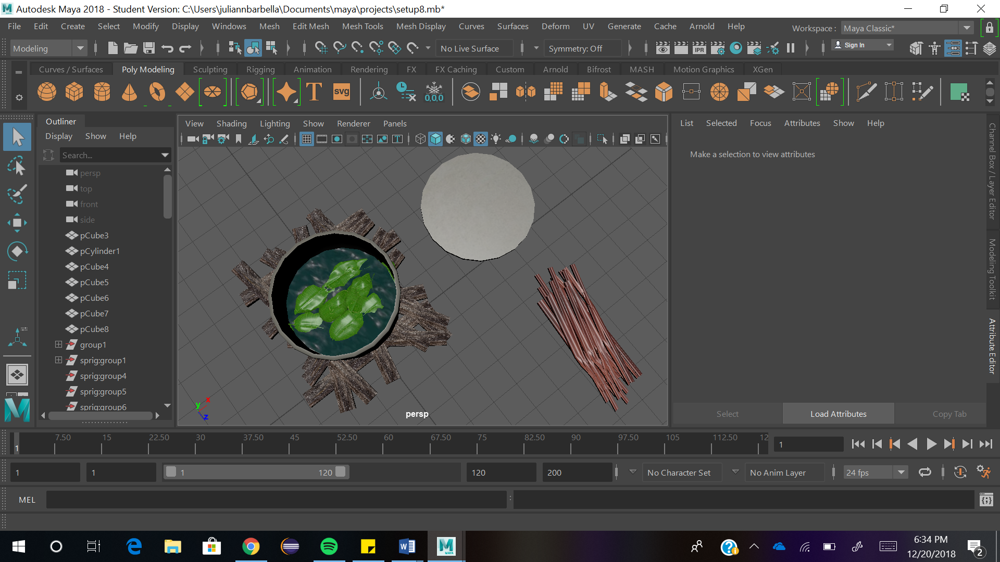 Autodesk Maya 2018 - Student Version: C:\Users\juliannbarbella\Documents\maya\projects\setup8.mb*
File Edit Create Select Modify Display Windows Mesh Edit Mesh Mesh Tools Mesh Display Curves Surfaces Deform UV Generate Cache Arnold Help
Workspace : Maya Classic*
Modeling
No Live Surface
Symmetry: Off
IPR
Sign In
Curves / Surfaces Poly Modeling Sculpting Rigging Animation Rendering FX FX Caching Custom Arnold Bifrost MASH Motion Graphics XGen
T
svg
0,0,0
Outliner
Display Show Help
Search...
persp
top
front
side
pCube3
pCylinder1
pCube4
pCube5
pCube6
pCube7
pCube8
group1
sprig:group1
sprig:group4
sprig:group5
sprig:group6
View Shading Lighting Show Renderer Panels
T
y x z
persp
List Selected Focus Attributes Show Help
Make a selection to view attributes
Select Load Attributes Copy Tab
Channel Box / Layer Editor
Modeling Toolkit
Attribute Editor
1 7.50 15 22.50 30 37.50 45 52.50 60 67.50 75 82.50 90 97.50 105 112.50 12
1
1 1 1 120 120 200
No Character Set
No Anim Layer
24 fps
MEL
:
{;}
W
M
MAYA
6:34 PM
12/20/2018
2